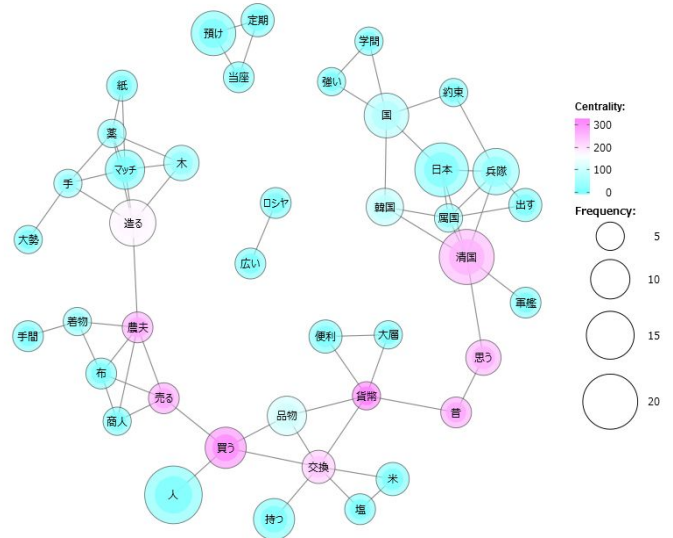 預け
定期
当座
学問
強い
国
約束
紙
薬
マッチ
木
手
造る
大勢
日本
兵隊
韓国
属国
出す
清国
軍艦
ロシヤ
広い
手間
着物
農夫
布
売る
商人
便利
大層
思う
昔
貨幣
品物
買う
交換
人
持つ
塩
米
Centrality:
300
200
100
0
Frequency:
5
10
15
20